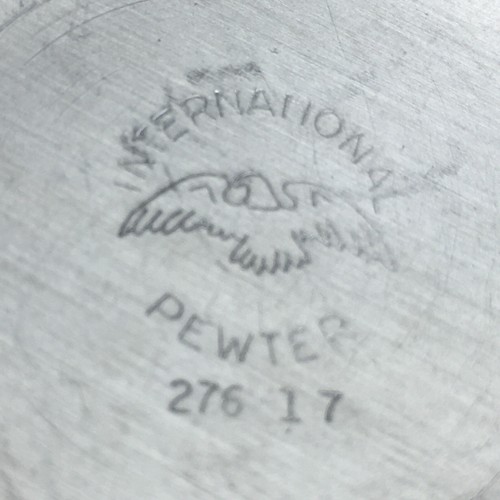 INTERNATIONAL
PEWTER
276 17